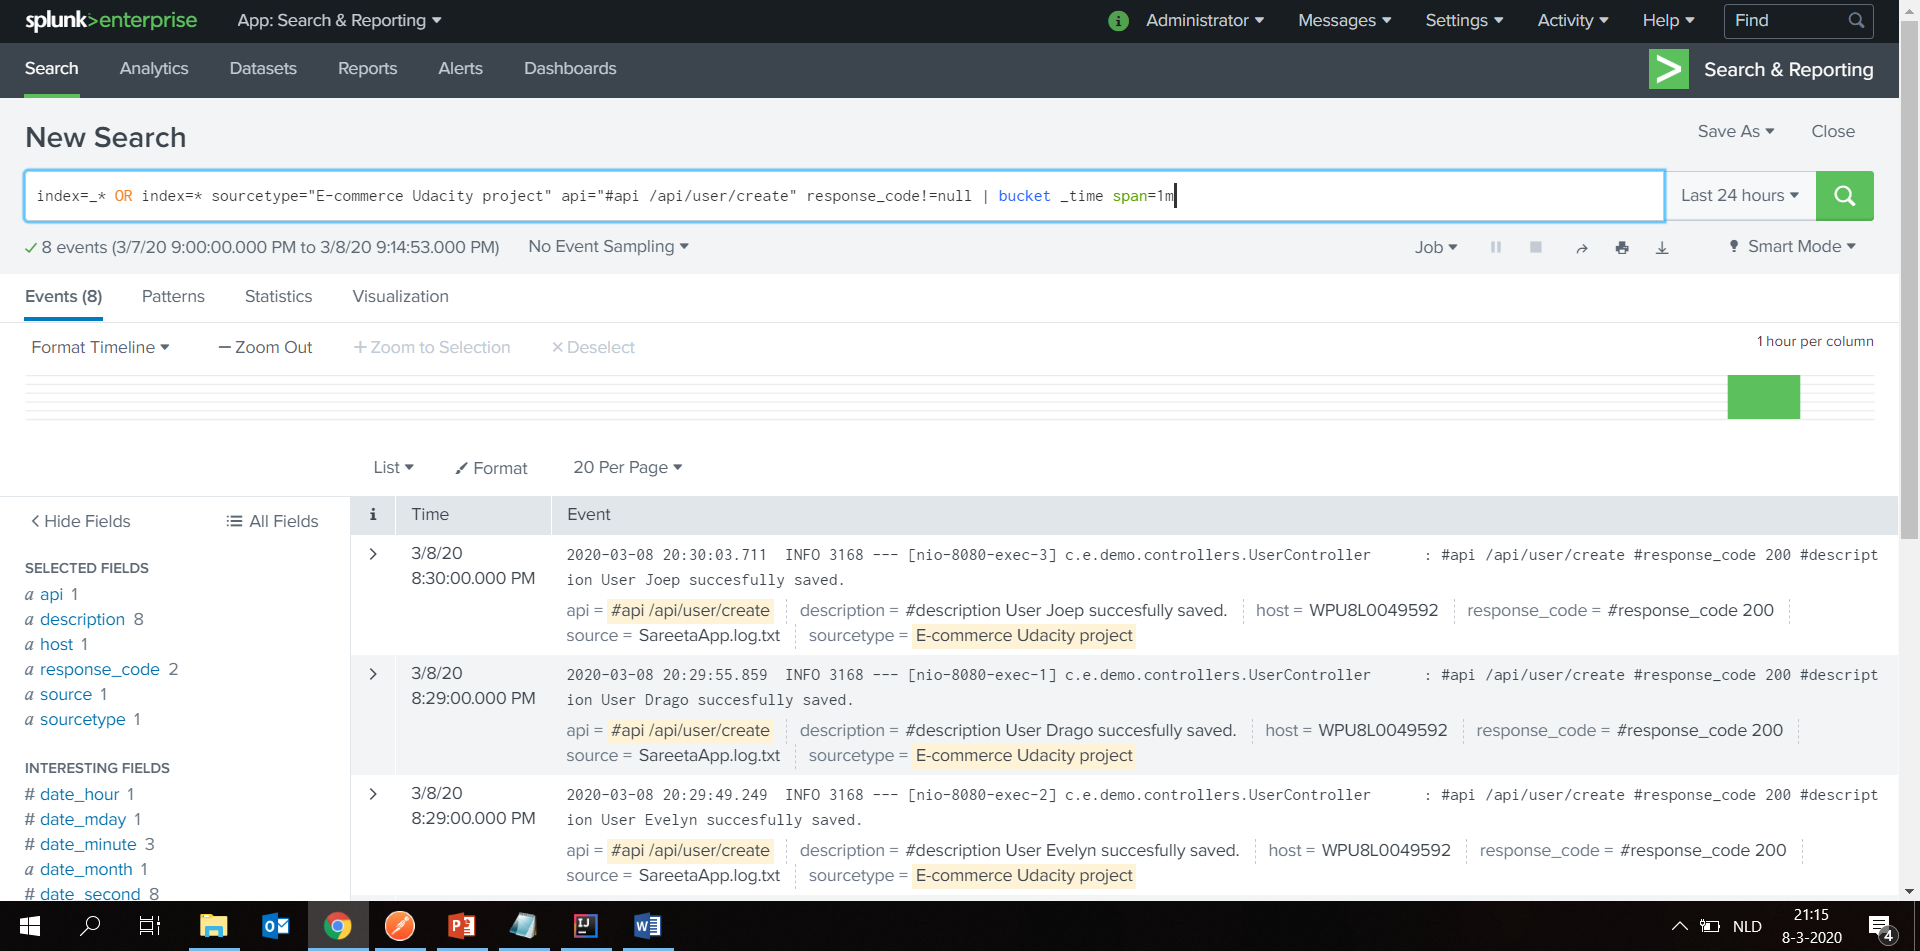 splunk>enterprise App: Search & Reporting i Administrator Messages Settings Activity Help Find
Search Analytics Datasets Reports Alerts Dashboards Search & Reporting
New Search
Save As Close
index=_* OR index=* sourcetype="E-commerce Udacity project" api="#api /api/user/create" response_code!=null | bucket _time span=1m
Last 24 hours
8 events (3/7/20 9:00:00.000 PM to 3/8/20 9:14:53.000 PM) No Event Sampling Job Smart Mode
Events (8) Patterns Statistics Visualization
Format Timeline — Zoom Out + Zoom to Selection × Deselect
1 hour per column
List Format 20 Per Page
< Hide Fields All Fields
i Time Event
SELECTED FIELDS
a api 1
a description 8
a host 1
a response_code 2
a source 1
a sourcetype 1
INTERESTING FIELDS
# date_hour 1
# date_mday 1
# date_minute 3
a date_month 1
# date_second 8
3/8/20
8:30:00.000 PM
2020-03-08 20:30:03.711 INFO 3168 --- [nio-8080-exec-3] c.e.demo.controllers.UserController : #api /api/user/create #response_code 200 #descript
ion User Joep succesfully saved.
api = #api /api/user/create description = #description User Joep succesfully saved. host = WPU8L0049592 response_code = #response_code 200
source = SareetaApp.log.txt sourcetype = E-commerce Udacity project
3/8/20
8:29:00.000 PM
2020-03-08 20:29:55.859 INFO 3168 --- [nio-8080-exec-1] c.e.demo.controllers.UserController : #api /api/user/create #response_code 200 #descript
ion User Drago succesfully saved.
api = #api /api/user/create description = #description User Drago succesfully saved. host = WPU8L0049592 response_code = #response_code 200
source = SareetaApp.log.txt sourcetype = E-commerce Udacity project
3/8/20
8:29:00.000 PM
2020-03-08 20:29:49.249 INFO 3168 --- [nio-8080-exec-2] c.e.demo.controllers.UserController : #api /api/user/create #response_code 200 #descript
ion User Evelyn succesfully saved.
api = #api /api/user/create description = #description User Evelyn succesfully saved. host = WPU8L0049592 response_code = #response_code 200
source = SareetaApp.log.txt sourcetype = E-commerce Udacity project
NLD
21:15
8-3-2020
4